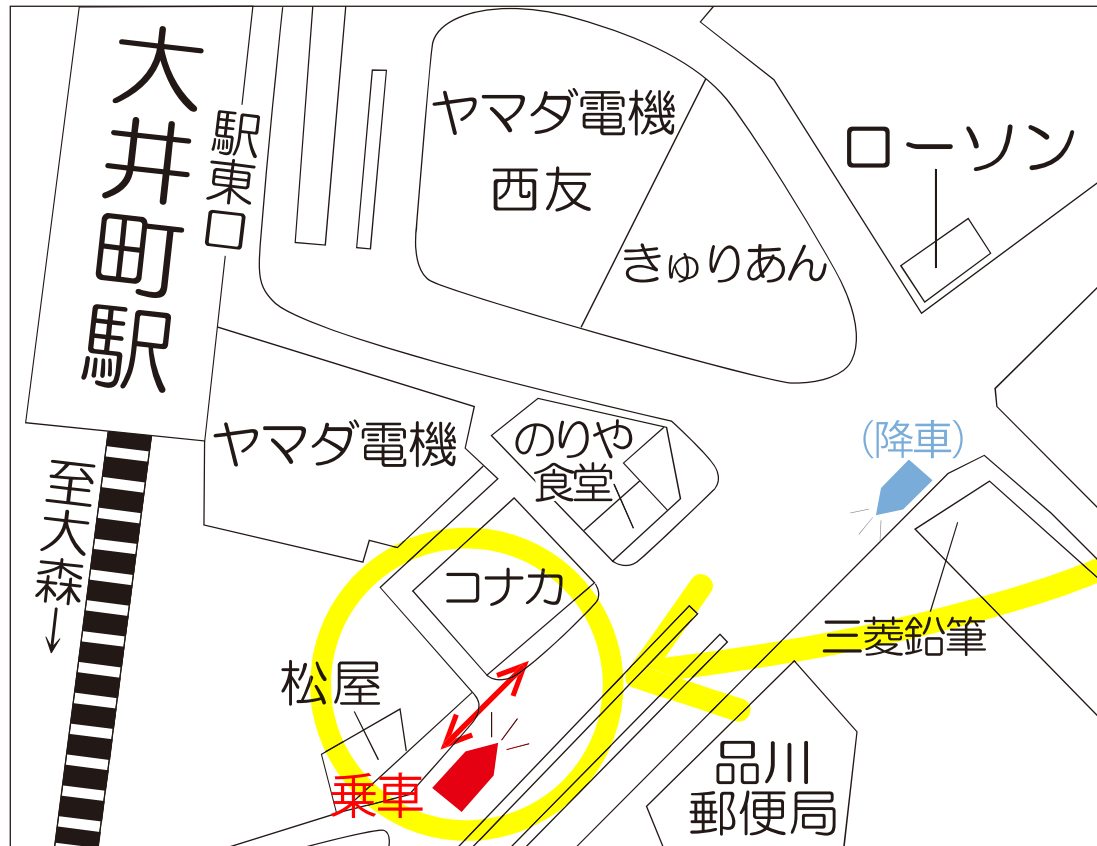 大井町駅
駅東口
ヤマダ電機
西友
きゅりあん
ローソン
ヤマダ電機
のりや
食堂
(降車)
至大森
コナカ
三菱鉛筆
松屋
乗車
品川
郵便局